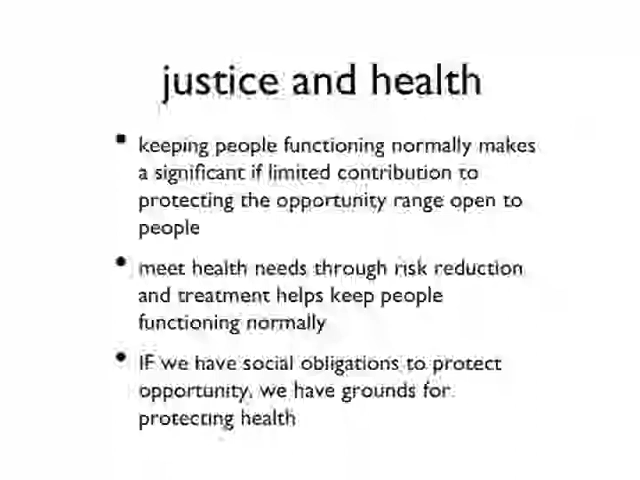 justice and health
• keeping people functioning normally makes
a significant if limited contribution to
protecting the opportunity range open to
people
• meet health needs through risk reduction
and treatment helps keep people
functioning normally
• IF we have social obligations to protect
opportunity, we have grounds for
protecting health